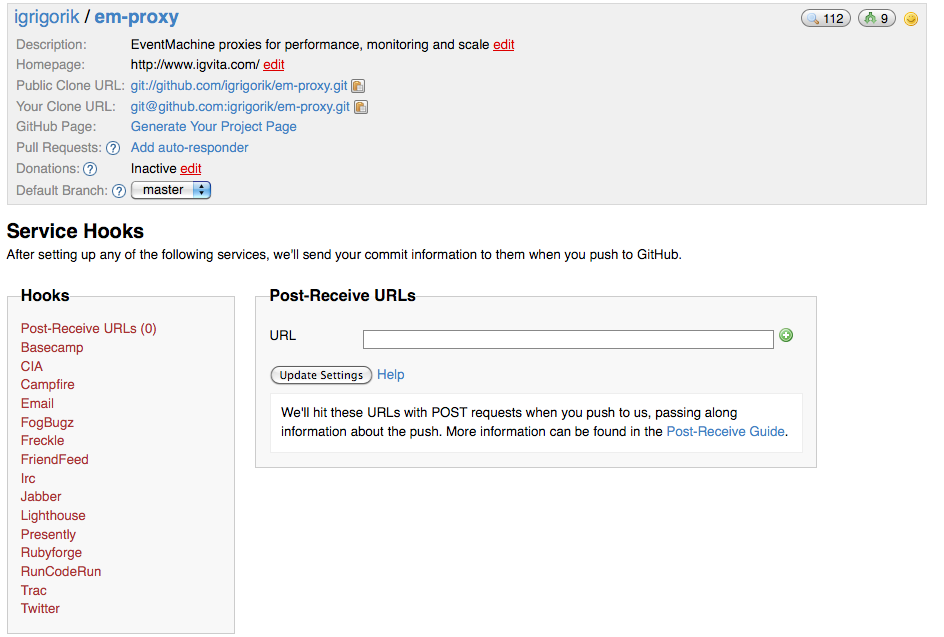 igrigorik / em-proxy
112
9
Description: EventMachine proxies for performance, monitoring and scale edit
Homepage: http://www.igvita.com/ edit
Public Clone URL: git://github.com/igrigorik/em-proxy.git
Your Clone URL: git@github.com:igrigorik/em-proxy.git
GitHub Page: Generate Your Project Page
Pull Requests: ? Add auto-responder
Donations: ? Inactive edit
Default Branch: ? master
Service Hooks
After setting up any of the following services, we'll send your commit information to them when you push to GitHub.
Hooks
Post-Receive URLs (0)
Basecamp
CIA
Campfire
Email
FogBugz
Freckle
FriendFeed
Irc
Jabber
Lighthouse
Presently
Rubyforge
RunCodeRun
Trac
Twitter
Post-Receive URLs
URL
Update Settings Help
We'll hit these URLs with POST requests when you push to us, passing along
information about the push. More information can be found in the Post-Receive Guide.